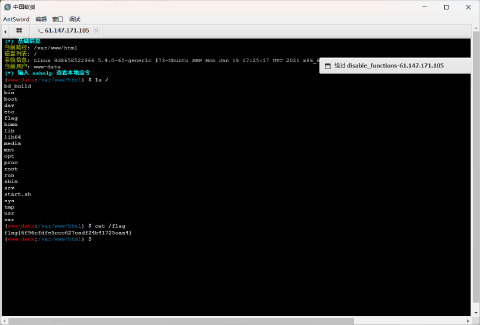 中国蚁剑
AntSword 编辑 窗口 调试
61.147.171.105
(*) 基础信息
当前路径: /var/www/html
磁盘列表: /
系统信息: Linux 5.4.0-65-generic #73-Ubuntu SMP Mon Jan 18 17:25:17 UTC 2021
当前用户: www-data
(*) 输入 ashelp 查看本地命令
(www-data:/var/www/html) $ ls /
绕过 disable_functions-61.147.171.105
bd_build
bin
boot
dev
etc
flag
home
lib
lib64
media
mnt
opt
proc
root
run
sbin
srv
start.sh
sys
tmp
usr
var
(www-data:/var/www/html) $ cat /flag
(www-data:/var/www/html) $